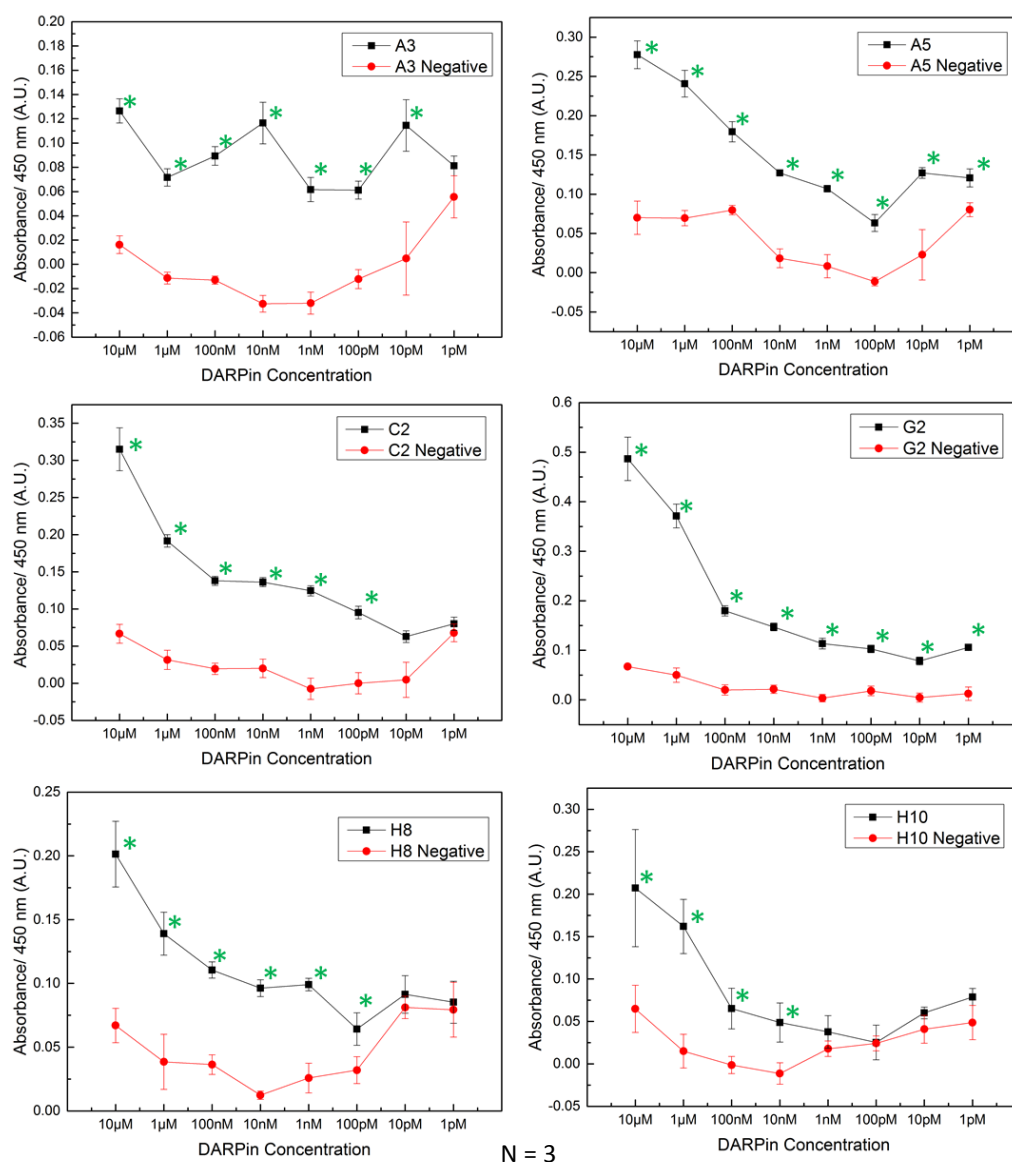 A3
A3 Negative
Absorbance/ 450 nm (A.U.)
0.20
0.18
0.16
0.14
0.12
0.10
0.08
0.06
0.04
0.02
0.00
-0.02
-0.04
-0.06
10µM 1µM 100nM 10nM 1nM 100pM 10pM 1pM
DARPin Concentration
A5
A5 Negative
Absorbance/ 450 nm (A.U.)
0.30
0.25
0.20
0.15
0.10
0.05
0.00
-0.05
10µM 1µM 100nM 10nM 1nM 100pM 10pM 1pM
DARPin Concentration
C2
C2 Negative
Absorbance/ 450 nm (A.U.)
0.35
0.30
0.25
0.20
0.15
0.10
0.05
0.00
-0.05
10µM 1µM 100nM 10nM 1nM 100pM 10pM 1pM
DARPin Concentration
G2
G2 Negative
Absorbance/ 450 nm (A.U.)
0.6
0.5
0.4
0.3
0.2
0.1
0.0
10µM 1µM 100nM 10nM 1nM 100pM 10pM 1pM
DARPin Concentration
H8
H8 Negative
Absorbance/ 450 nm (A.U.)
0.25
0.20
0.15
0.10
0.05
0.00
10µM 1µM 100nM 10nM 1nM 100pM 10pM 1pM
DARPin Concentration
H10
H10 Negative
Absorbance/ 450 nm (A.U.)
0.30
0.25
0.20
0.15
0.10
0.05
0.00
-0.05
10µM 1µM 100nM 10nM 1nM 100pM 10pM 1pM
DARPin Concentration
N = 3